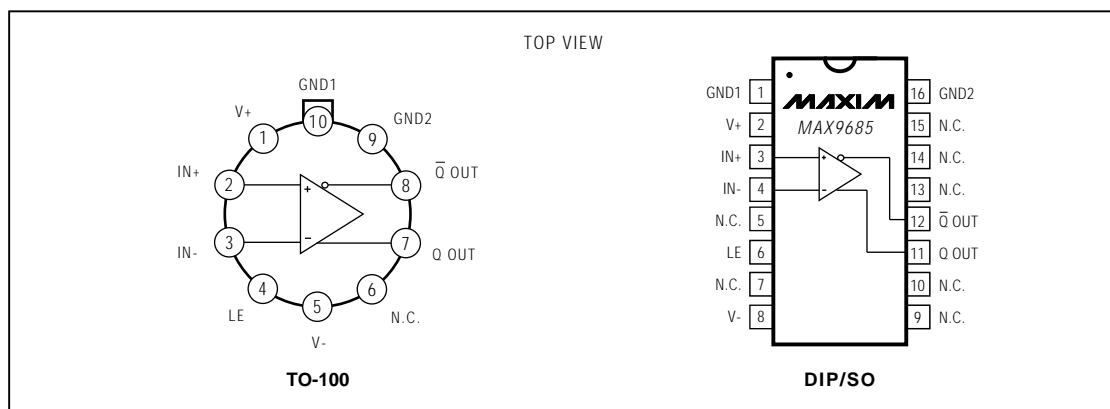 TOP VIEW
GND1
V+
10
GND2
1
9
IN+
2
+
8
Q̅ OUT
3
−
7
IN-
Q OUT
4
6
LE
5
N.C.
V-
TO-100
GND1 1
16 GND2
MAXIM
V+ 2
MAX9685
15 N.C.
IN+ 3
+
14 N.C.
IN- 4
−
13 N.C.
N.C. 5
12 Q̅ OUT
LE 6
11 Q OUT
N.C. 7
10 N.C.
V- 8
9 N.C.
DIP/SO